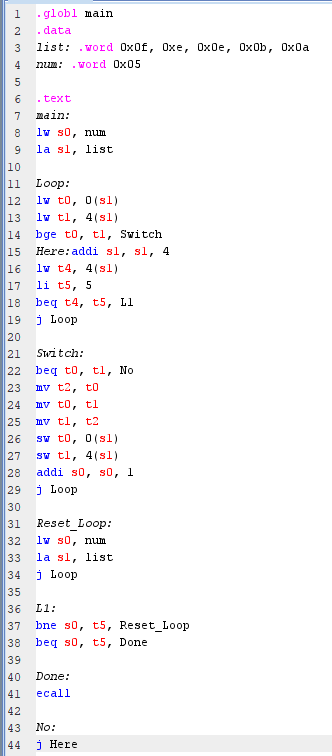 1 .globl main
2 .data
3 list: .word 0x0f, 0xe, 0x0e, 0x0b, 0x0a
4 num: .word 0x05
5
6 .text
7 main:
8 lw s0, num
9 la s1, list
10
11 Loop:
12 lw t0, 0(s1)
13 lw t1, 4(s1)
14 bge t0, t1, Switch
15 Here:addi s1, s1, 4
16 lw t4, 4(s1)
17 li t5, 5
18 beq t4, t5, L1
19 j Loop
20
21 Switch:
22 beq t0, t1, No
23 mv t2, t0
24 mv t0, t1
25 mv t1, t2
26 sw t0, 0(s1)
27 sw t1, 4(s1)
28 addi s0, s0, 1
29 j Loop
30
31 Reset_Loop:
32 lw s0, num
33 la s1, list
34 j Loop
35
36 L1:
37 bne s0, t5, Reset_Loop
38 beq s0, t5, Done
39
40 Done:
41 ecall
42
43 No:
44 j Here